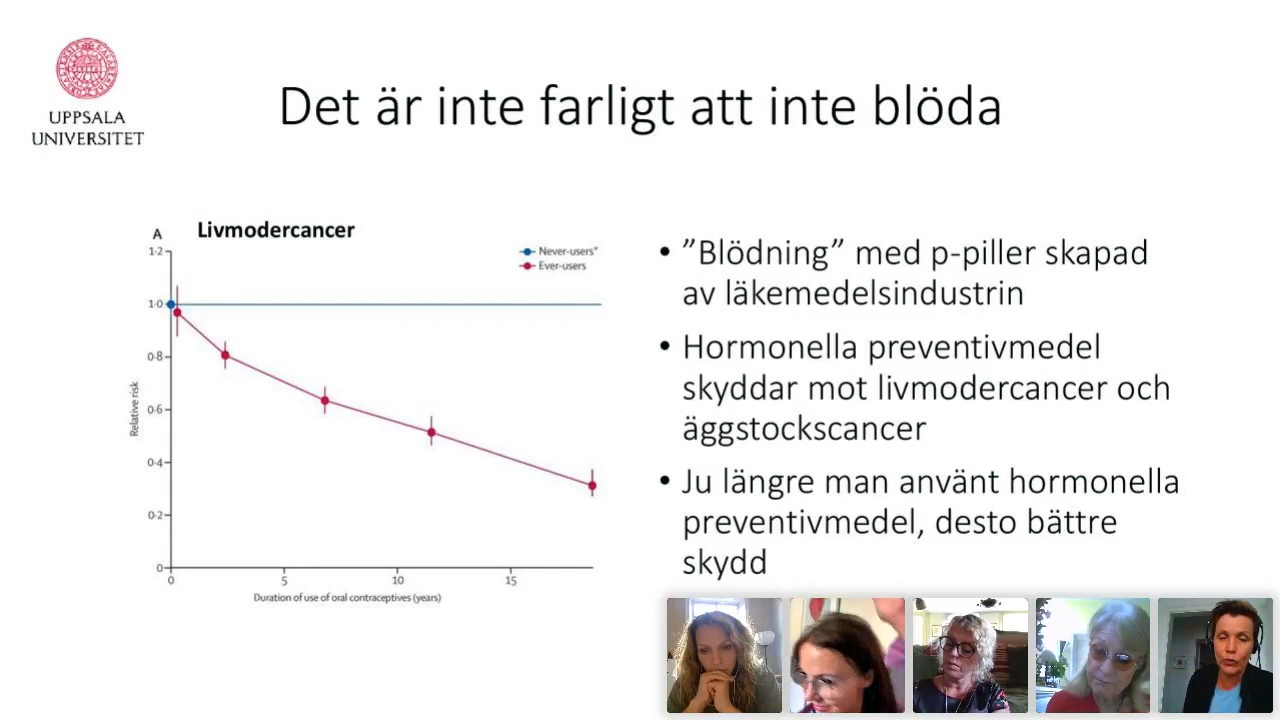 UPPSALA
UNIVERSITET
Det är inte farligt att inte blöda
A Livmodercancer
1·2
1·0
0·8
0·6
0·4
0·2
0
Relative risk
Never-users*
Ever-users
0 5 10 15
Duration of use of oral contraceptives (years)
• ”Blödning” med p-piller skapad
av läkemedelsindustrin
• Hormonella preventivmedel
skyddar mot livmodercancer och
äggstockscancer
• Ju längre man använt hormonella
preventivmedel, desto bättre
skydd